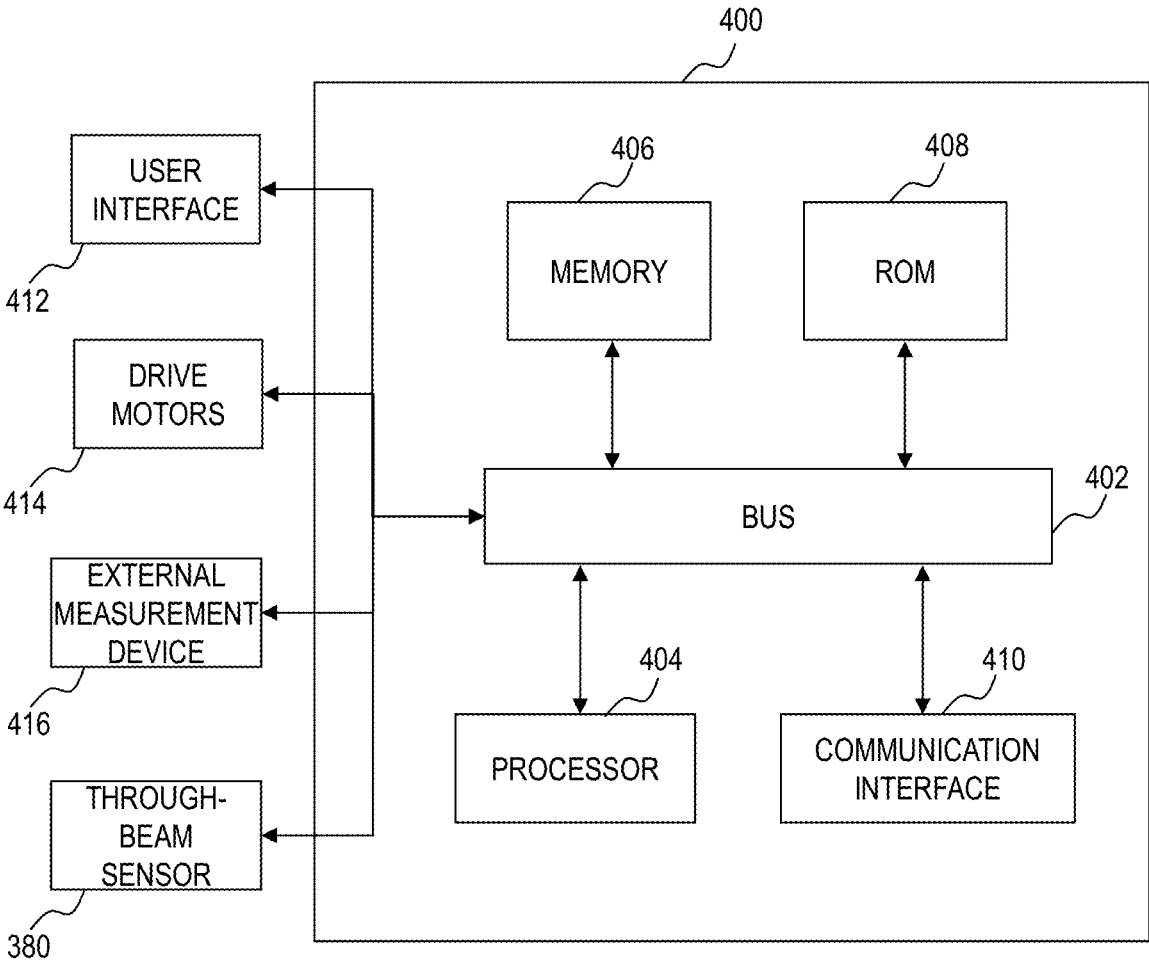 400
USER
INTERFACE
412
406
408
MEMORY
ROM
DRIVE
MOTORS
414
402
BUS
EXTERNAL
MEASUREMENT
DEVICE
416
404
410
PROCESSOR
COMMUNICATION
INTERFACE
THROUGH-
BEAM
SENSOR
380